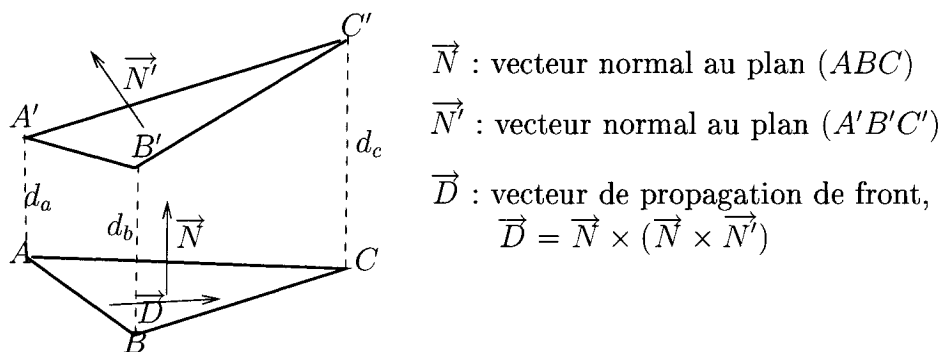 C'
N'
A'
B'
d_c
d_a
d_b
N
A
C
D
B
N⃗ : vecteur normal au plan (ABC)
N'⃗ : vecteur normal au plan (A'B'C')
D⃗ : vecteur de propagation de front,
D⃗ = N⃗ × (N⃗ × N'⃗)